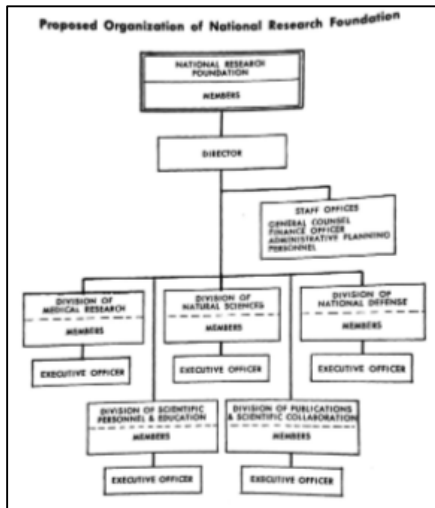 Proposed Organization of National Research Foundation
NATIONAL RESEARCH
FOUNDATION
MEMBERS
DIRECTOR
STAFF OFFICES
GENERAL COUNSEL
FINANCE OFFICER
ADMINISTRATIVE PLANNING
PERSONNEL
DIVISION OF
MEDICAL RESEARCH
MEMBERS
EXECUTIVE OFFICER
DIVISION OF
NATURAL SCIENCES
MEMBERS
EXECUTIVE OFFICER
DIVISION OF
NATIONAL DEFENSE
MEMBERS
EXECUTIVE OFFICER
DIVISION OF SCIENTIFIC
PERSONNEL & EDUCATION
MEMBERS
EXECUTIVE OFFICER
DIVISION OF PUBLICATIONS
& SCIENTIFIC COLLABORATION
MEMBERS
EXECUTIVE OFFICER